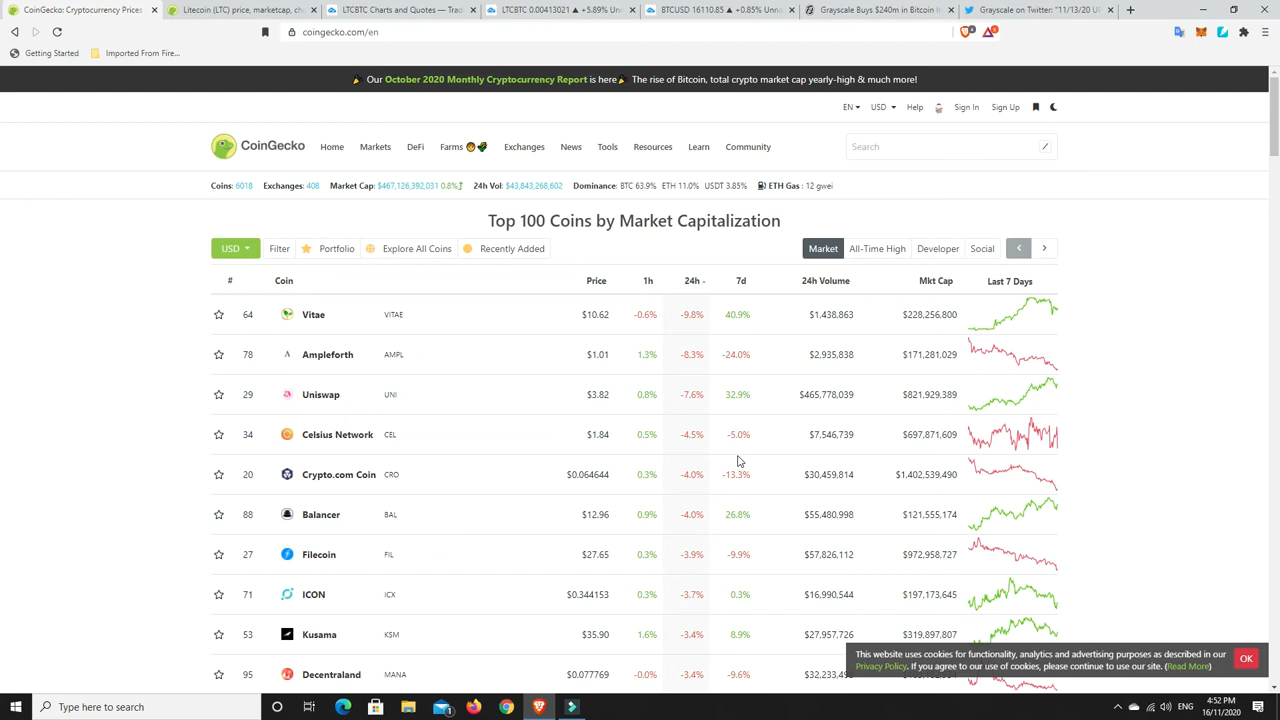 CoinGecko: Cryptocurrency Prices
Litecoin (LTC) price, marketcap, ch
LTCBTC Charts and Quotes — Tradi
LTCBTC 0.00413021 ▲ +5.89% Unn
BTCUSD 16110.85 ▲ +0.85% Unna
Grayscale Buys $240m in Bitcoin i
Grayscale on Twitter: "11/13/20 UP
coingecko.com/en
Getting Started
Imported From Fire...
Our October 2020 Monthly Cryptocurrency Report is here The rise of Bitcoin, total crypto market cap yearly-high & much more!
EN USD Help Sign In Sign Up
CoinGecko Home Markets DeFi Farms Exchanges News Tools Resources Learn Community Search /
Coins: 6018 Exchanges: 408 Market Cap: $467,126,392,031 0.8% 24h Vol: $43,843,268,602 Dominance: BTC 63.9% ETH 11.0% USDT 3.85% ETH Gas : 12 gwei
Top 100 Coins by Market Capitalization
USD Filter Portfolio Explore All Coins Recently Added Market All-Time High Developer Social < >
# Coin Price 1h 24h 7d 24h Volume Mkt Cap Last 7 Days
64 Vitae VITAE $10.62 -0.6% -9.8% 40.9% $1,438,863 $228,256,800
78 Ampleforth AMPL $1.01 1.3% -8.3% -24.0% $2,935,838 $171,281,029
29 Uniswap UNI $3.82 0.8% -7.6% 32.9% $465,778,039 $821,929,389
34 Celsius Network CEL $1.84 0.5% -4.5% -5.0% $7,546,739 $697,871,609
20 Crypto.com Coin CRO $0.064644 0.3% -4.0% -13.3% $30,459,814 $1,402,539,490
88 Balancer BAL $12.96 0.9% -4.0% 26.8% $55,480,998 $121,555,174
27 Filecoin FIL $27.65 0.3% -3.9% -9.9% $57,826,112 $972,958,727
71 ICON ICX $0.344153 0.3% -3.7% 0.3% $16,990,544 $197,173,645
53 Kusama KSM $35.90 1.6% -3.4% 8.9% $27,957,726 $319,897,807
95 Decentraland MANA $0.077769 -0.0% -3.4% -9.6%
This website uses cookies for functionality, analytics and advertising purposes as described in our
Privacy Policy. If you agree to our use of cookies, please continue to use our site. (Read More)
OK
Type here to search
ENG
4:52 PM
16/11/2020